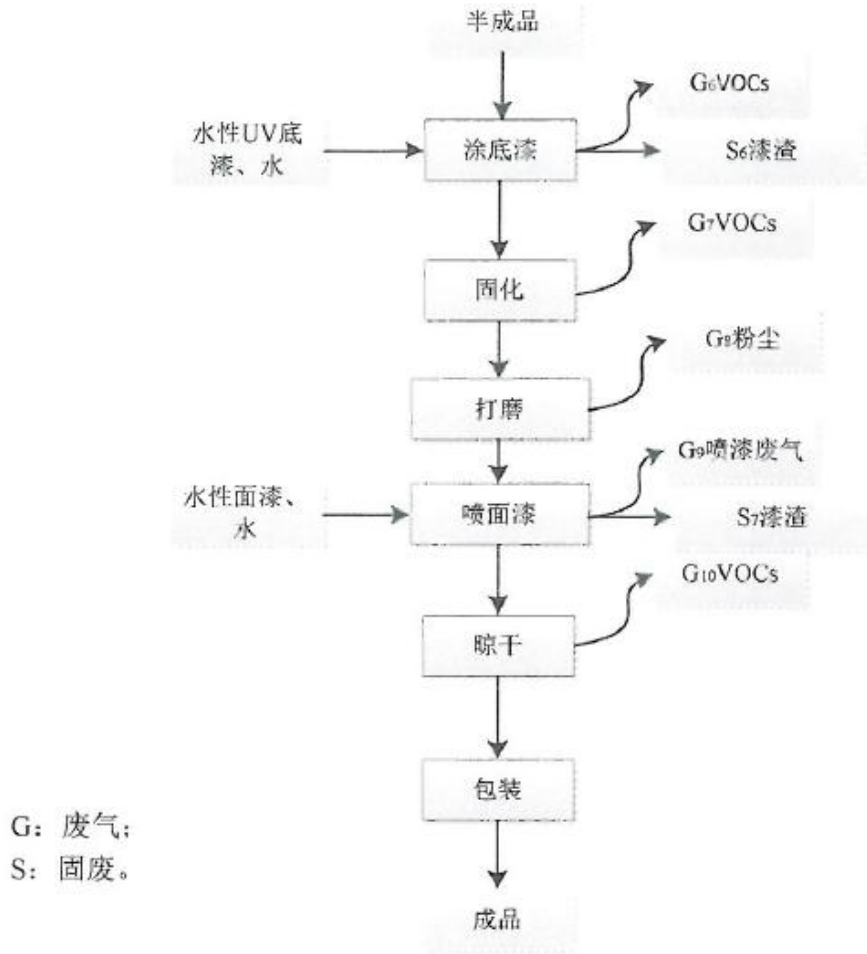 半成品
G6VOCs
水性UV底
漆、水
涂底漆
S6漆渣
G7VOCs
固化
G8粉尘
打磨
G9喷漆废气
水性面漆、
水
喷面漆
S7漆渣
G10VOCs
晾干
包装
G：废气；
S：固废。
成品